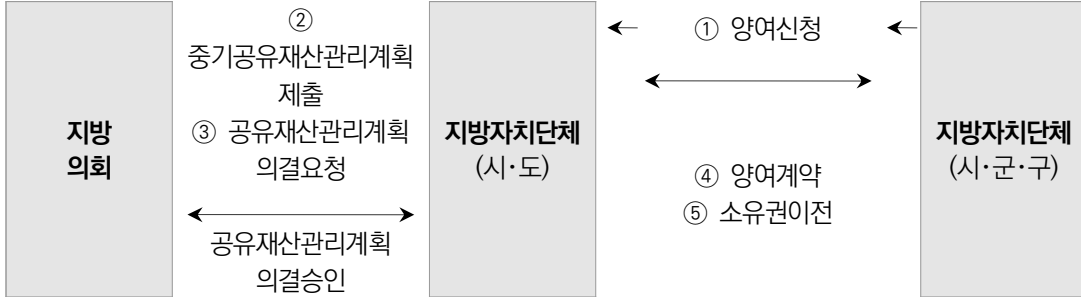 지방
의회
②
중기공유재산관리계획
제출
③ 공유재산관리계획
의결요청
공유재산관리계획
의결승인
지방자치단체
(시·도)
① 양여신청
④ 양여계약
⑤ 소유권이전
지방자치단체
(시·군·구)